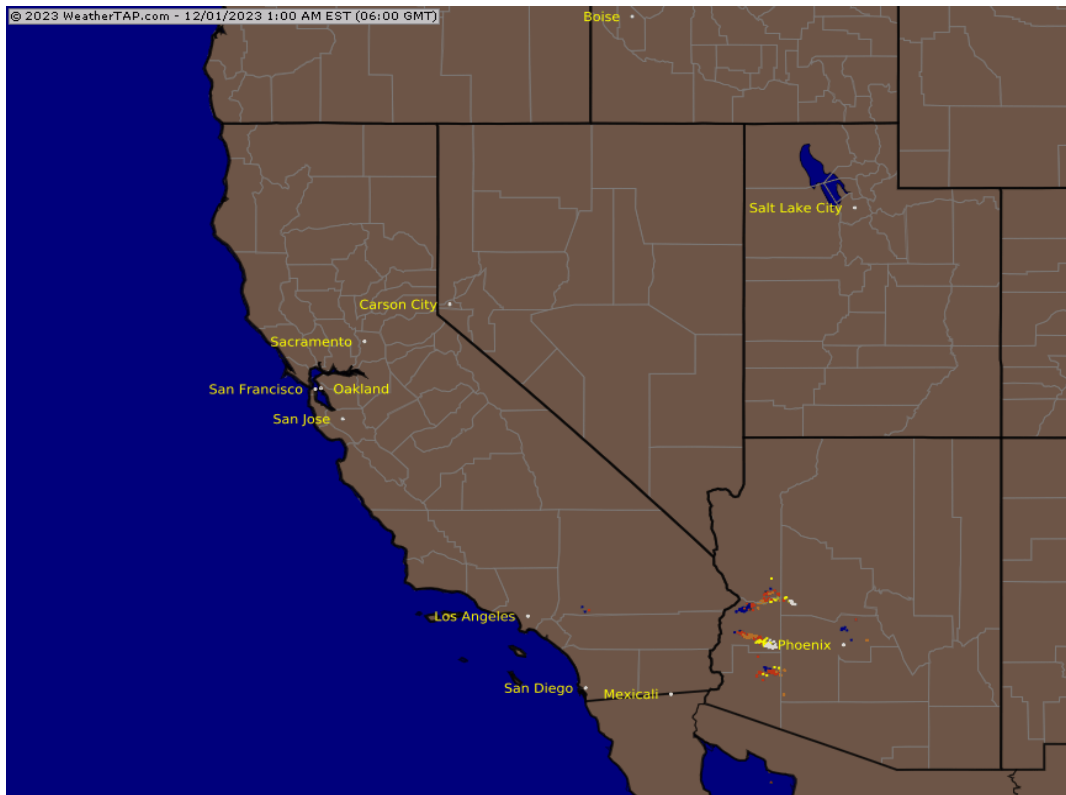 © 2023 WeatherTAP.com - 12/01/2023 1:00 AM EST (06:00 GMT)
Boise
Salt Lake City
Carson City
Sacramento
San Francisco
Oakland
San Jose
Los Angeles
Phoenix
San Diego
Mexicali